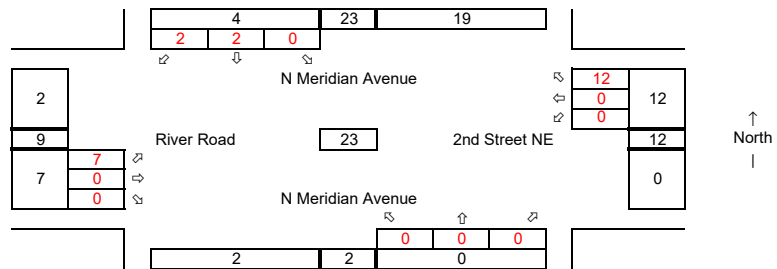 4 23 19
2 2 0
⬃ ⇩ ⬂
N Meridian Avenue
⬁ 12
2 ⇦ 0 12 ↑
⬃ 0
9 River Road 23 2nd Street NE 12 North
7 ⬀ |
7 0 ⇨ 0
0 ⬂ N Meridian Avenue
⬁ ⇧ ⬀
0 0 0
2 2 0